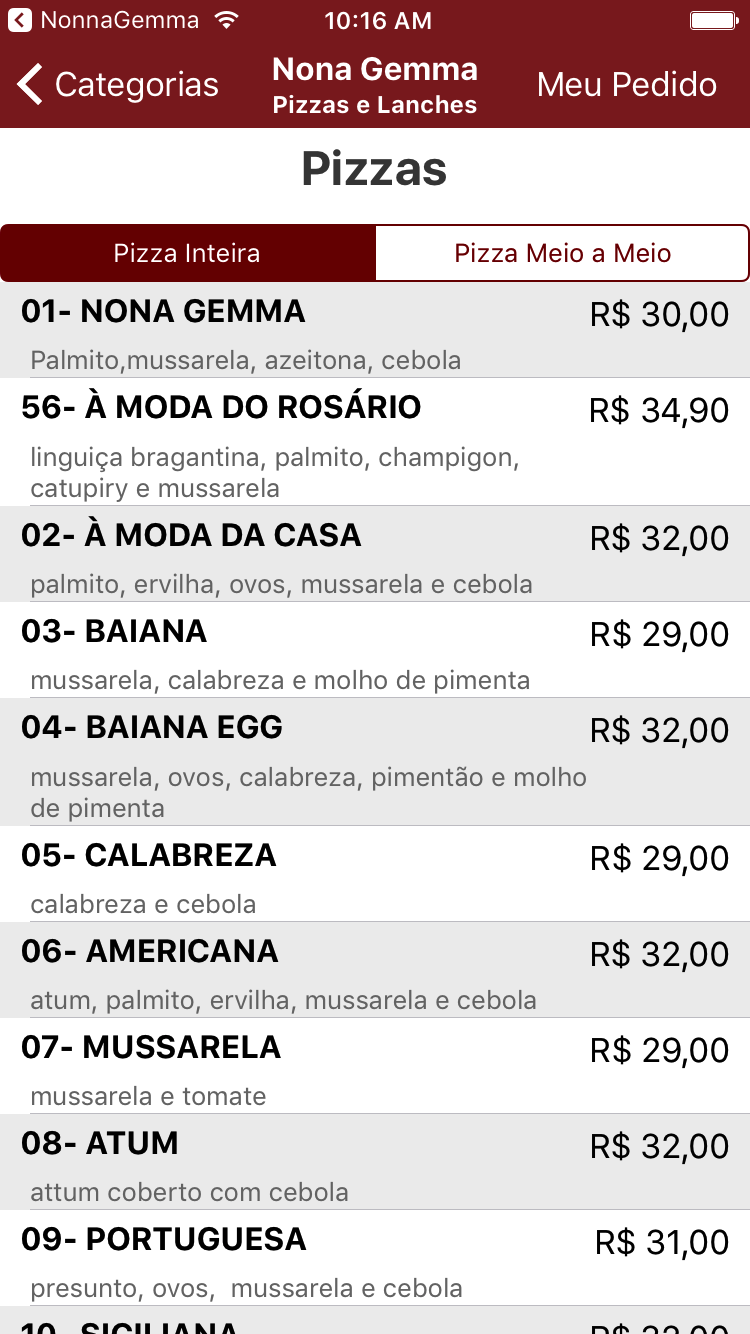 NonnaGemma
10:16 AM
Categorias
Nona Gemma
Pizzas e Lanches
Meu Pedido
Pizzas
Pizza Inteira
Pizza Meio a Meio
01- NONA GEMMA
R$ 30,00
Palmito,mussarela, azeitona, cebola
56- À MODA DO ROSÁRIO
R$ 34,90
linguiça bragantina, palmito, champigon,
catupiry e mussarela
02- À MODA DA CASA
R$ 32,00
palmito, ervilha, ovos, mussarela e cebola
03- BAIANA
R$ 29,00
mussarela, calabreza e molho de pimenta
04- BAIANA EGG
R$ 32,00
mussarela, ovos, calabreza, pimentão e molho
de pimenta
05- CALABREZA
R$ 29,00
calabreza e cebola
06- AMERICANA
R$ 32,00
atum, palmito, ervilha, mussarela e cebola
07- MUSSARELA
R$ 29,00
mussarela e tomate
08- ATUM
R$ 32,00
attum coberto com cebola
09- PORTUGUESA
R$ 31,00
presunto, ovos,  mussarela e cebola
10- SICILIANA